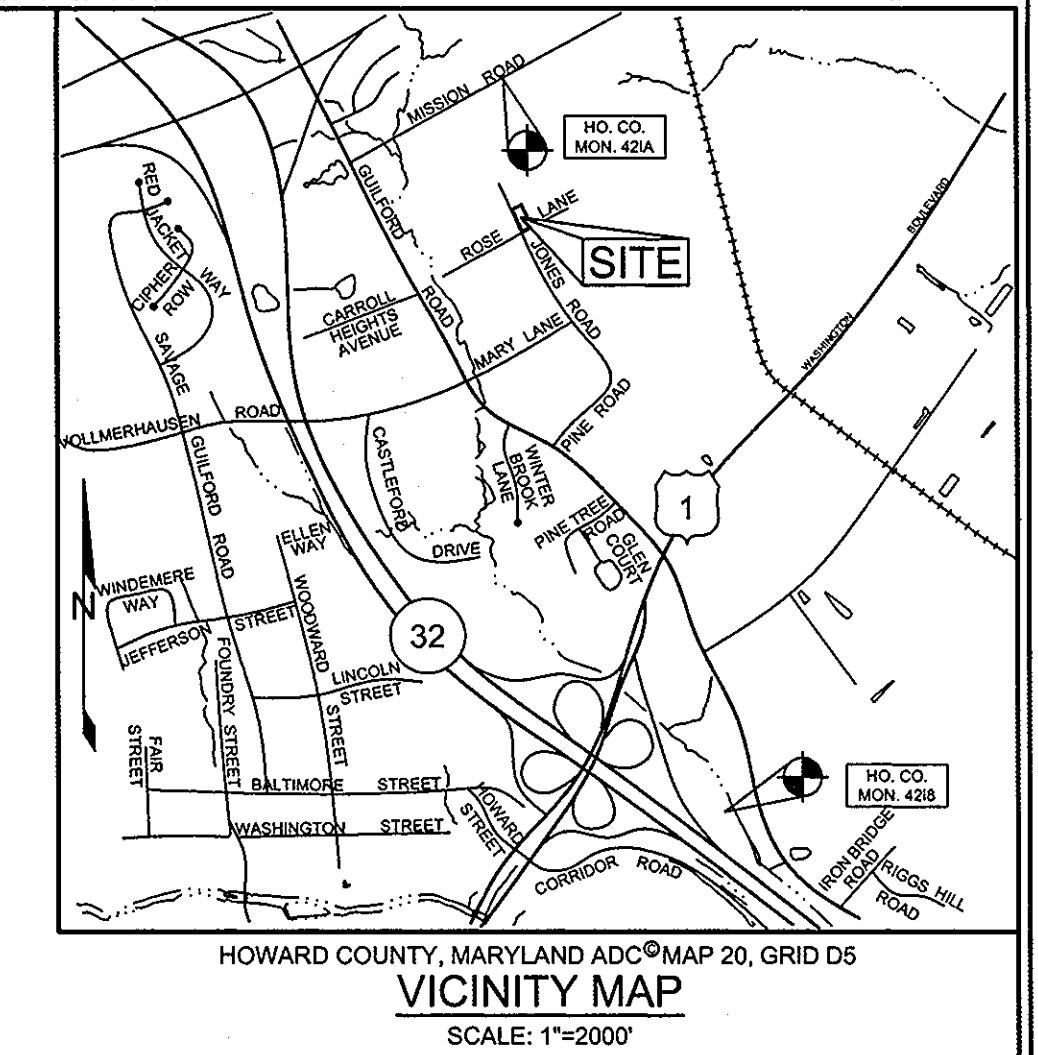 MISSION ROAD
HO. CO.
MON. 421A
RED JACKET WAY
CIPHER ROW
GUILFORD ROAD
ROSE LANE
SITE
JONES ROAD
BOULEVARD
WASHINGTON
CARROLL
HEIGHTS
AVENUE
SAVAGE GUILFORD ROAD
MARY LANE
VOLLMERHAUSEN ROAD
PINE ROAD
CASTLEFORD DRIVE
WINTER
BROOK
LANE
1
PINE TREE
ROAD
GLEN
COURT
ELLEN
WAY
N
WINDEMERE
WAY
JEFFERSON STREET
WOODWARD STREET
32
FOUNDRY STREET
LINCOLN
STREET
FAIR
STREET
BALTIMORE STREET
HOWARD
STREET
HO. CO.
MON. 4218
WASHINGTON STREET
CORRIDOR ROAD
IRON BRIDGE
ROAD
RIGGS HILL
ROAD
HOWARD COUNTY, MARYLAND ADC©MAP 20, GRID D5
VICINITY MAP
SCALE: 1"=2000'